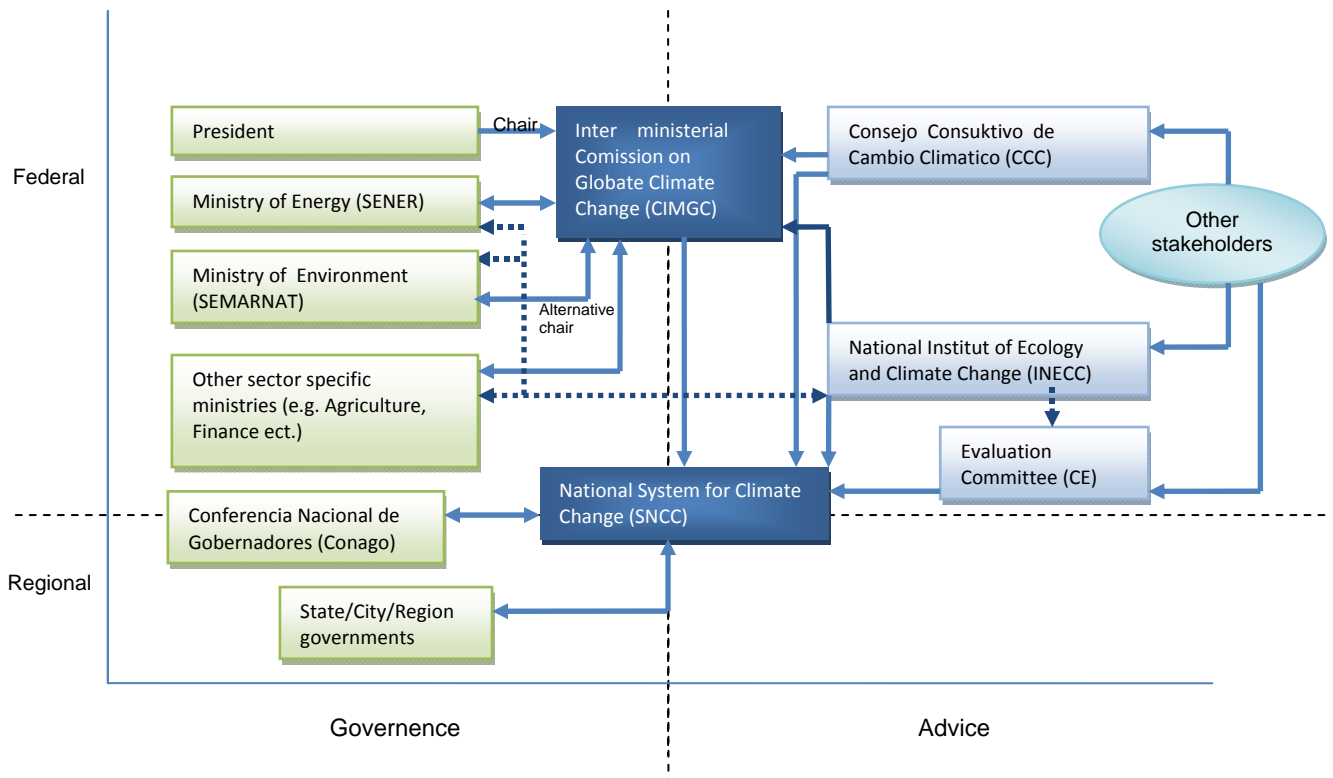 Federal
President
Chair
Inter ministerial
Comission on
Globate Climate
Change (CIMGC)
Consejo Consuktivo de
Cambio Climatico (CCC)
Ministry of Energy (SENER)
Other
stakeholders
Ministry of Environment
(SEMARNAT)
Alternative
chair
National Institut of Ecology
and Climate Change (INECC)
Other sector specific
ministries (e.g. Agriculture,
Finance ect.)
Evaluation
Committee (CE)
National System for Climate
Change (SNCC)
Conferencia Nacional de
Gobernadores (Conago)
Regional
State/City/Region
governments
Governence
Advice